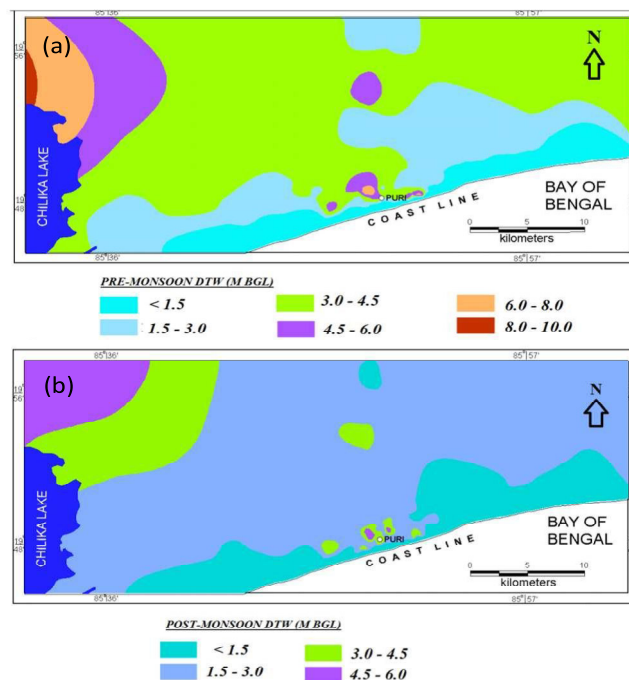 85°36'
85°57'
(a)
19°
56'
N
CHILIKA LAKE
19°
48'
PURI
COAST LINE
BAY OF
BENGAL
0 5 10
kilometers
85°36'
85°57'
PRE-MONSOON DTW (M BGL)
< 1.5
3.0 - 4.5
6.0 - 8.0
1.5 - 3.0
4.5 - 6.0
8.0 - 10.0
85°36'
85°57'
(b)
19°
56'
N
CHILIKA LAKE
19°
48'
PURI
COAST LINE
BAY OF
BENGAL
0 5 10
kilometers
85°36'
85°57'
POST-MONSOON DTW (M BGL)
< 1.5
3.0 - 4.5
1.5 - 3.0
4.5 - 6.0